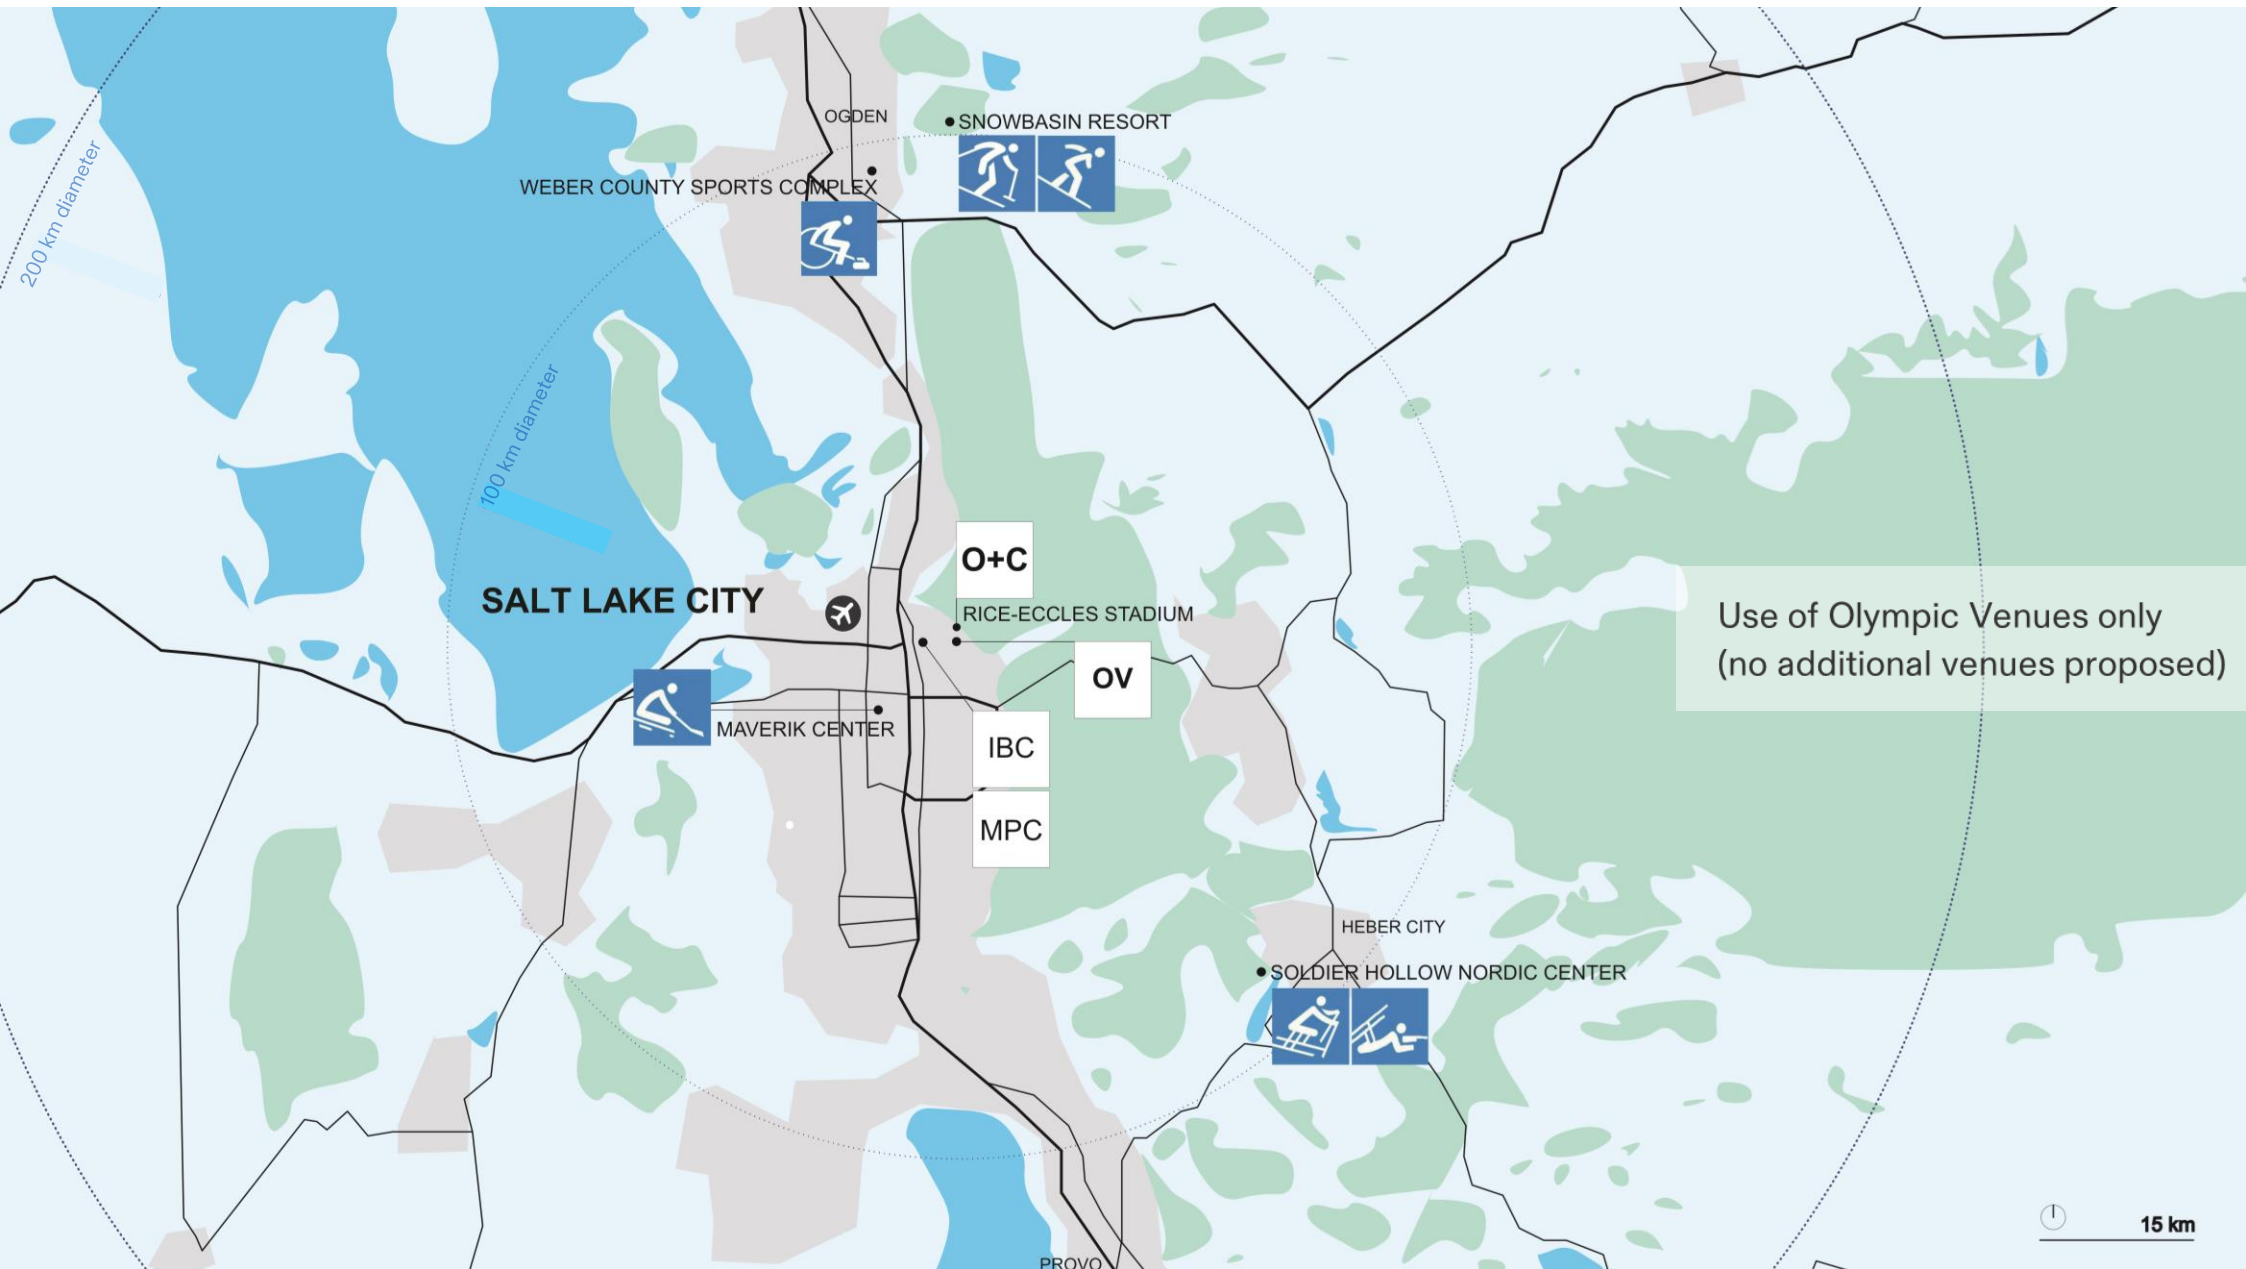 OGDEN
SNOWBASIN RESORT
200 km diameter
WEBER COUNTY SPORTS COMPLEX
100 km diameter
O+C
SALT LAKE CITY
RICE-ECCLES STADIUM
Use of Olympic Venues only
(no additional venues proposed)
OV
MAVERIK CENTER
IBC
MPC
HEBER CITY
SOLDIER HOLLOW NORDIC CENTER
15 km
PROVO